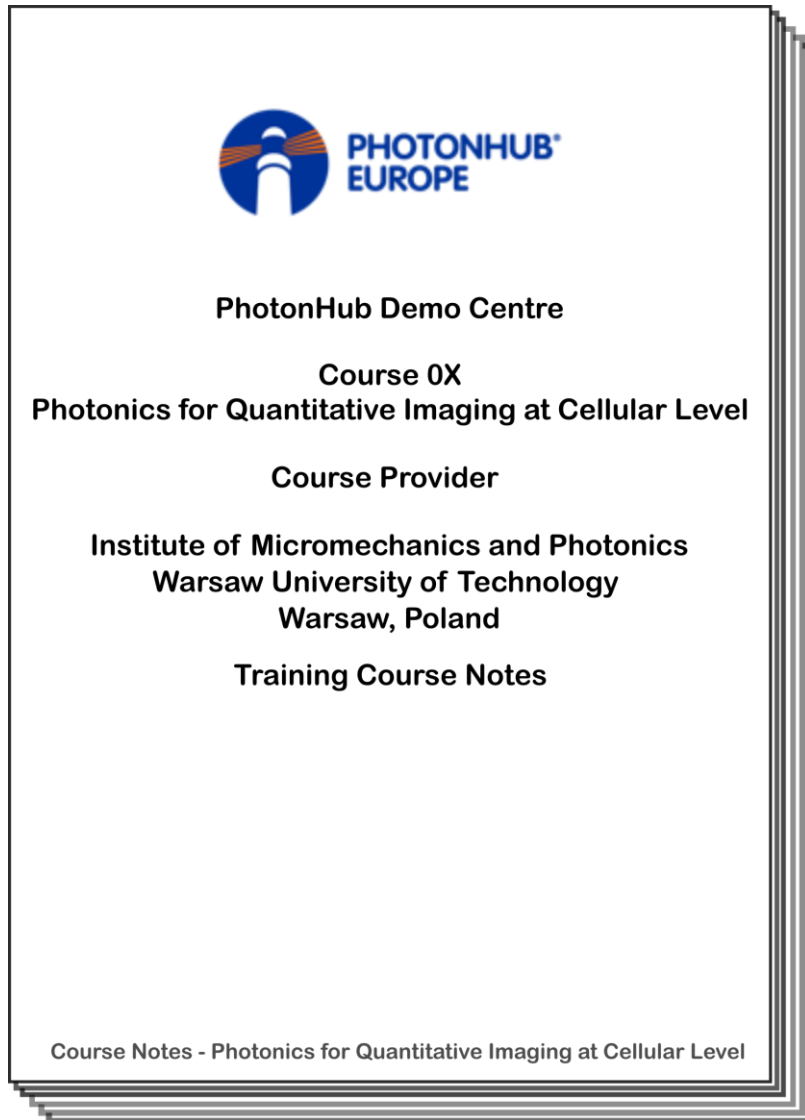 PHOTONHUB®
EUROPE
PhotonHub Demo Centre
Course 0X
Photonics for Quantitative Imaging at Cellular Level
Course Provider
Institute of Micromechanics and Photonics
Warsaw University of Technology
Warsaw, Poland
Training Course Notes
Course Notes - Photonics for Quantitative Imaging at Cellular Level